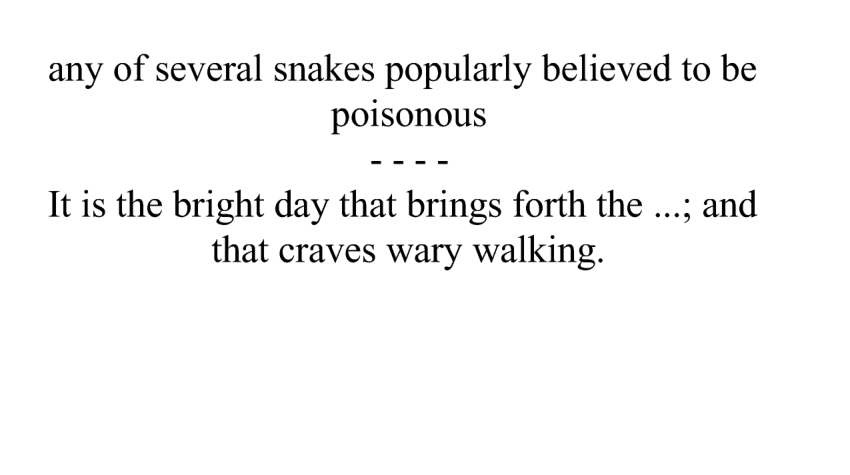 any of several snakes popularly believed to be
poisonous
- - - -
It is the bright day that brings forth the ...; and
that craves wary walking.